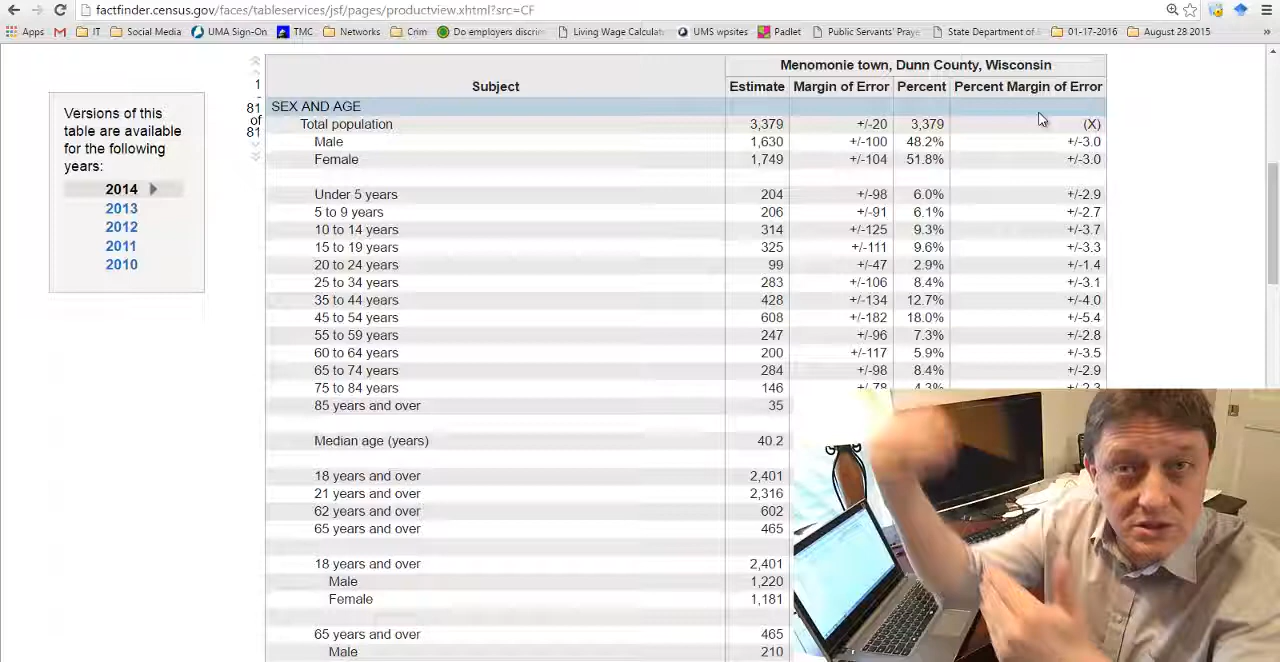 factfinder.census.gov/faces/tableservices/jsf/pages/productview.xhtml?src=CF
Apps IT Social Media UMA Sign-On TMC Networks Crim Do employers discrin Living Wage Calculat UMS wpsites Padlet Public Servants' Praye State Department of 01-17-2016 August 28 2015 »
Versions of this
table are available
for the following
years:
2014
2013
2012
2011
2010
1
-
81
of
81
Subject Menomonie town, Dunn County, Wisconsin
Estimate Margin of Error Percent Percent Margin of Error
SEX AND AGE
Total population 3,379 +/-20 3,379 (X)
Male 1,630 +/-100 48.2% +/-3.0
Female 1,749 +/-104 51.8% +/-3.0
Under 5 years 204 +/-98 6.0% +/-2.9
5 to 9 years 206 +/-91 6.1% +/-2.7
10 to 14 years 314 +/-125 9.3% +/-3.7
15 to 19 years 325 +/-111 9.6% +/-3.3
20 to 24 years 99 +/-47 2.9% +/-1.4
25 to 34 years 283 +/-106 8.4% +/-3.1
35 to 44 years 428 +/-134 12.7% +/-4.0
45 to 54 years 608 +/-182 18.0% +/-5.4
55 to 59 years 247 +/-96 7.3% +/-2.8
60 to 64 years 200 +/-117 5.9% +/-3.5
65 to 74 years 284 +/-98 8.4% +/-2.9
75 to 84 years 146 +/-78 4.3% +/-2.3
85 years and over 35
Median age (years) 40.2
18 years and over 2,401
21 years and over 2,316
62 years and over 602
65 years and over 465
18 years and over 2,401
Male 1,220
Female 1,181
65 years and over 465
Male 210